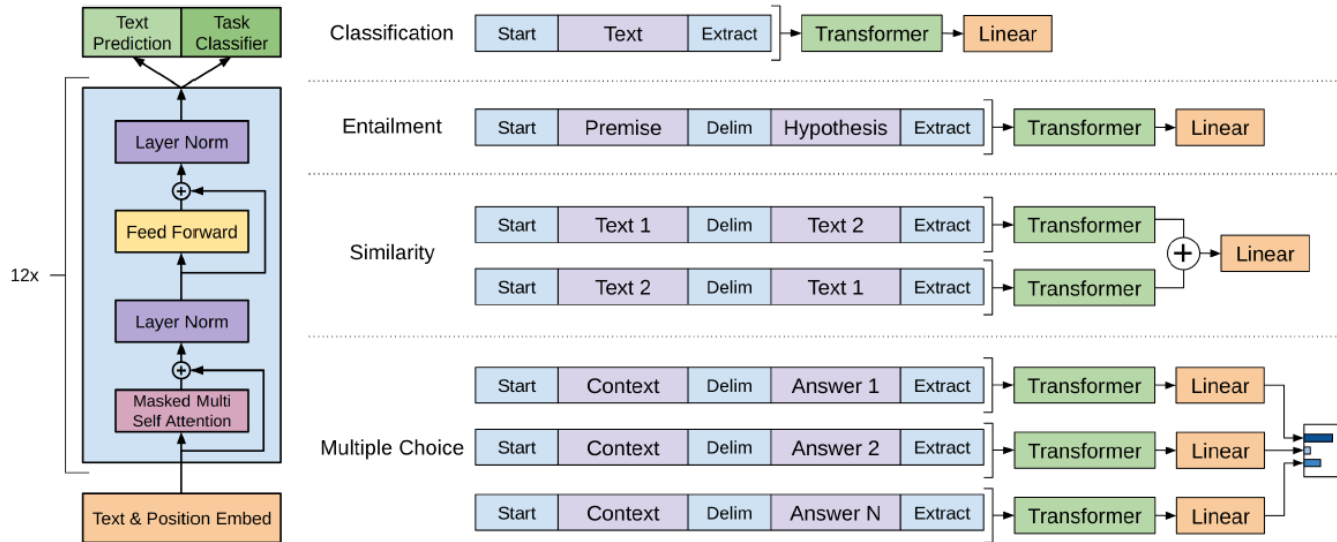 Text
Prediction
Task
Classifier
Layer Norm
Feed Forward
12x
Layer Norm
Masked Multi
Self Attention
Text & Position Embed
Classification
Start
Text
Extract
Transformer
Linear
Entailment
Start
Premise
Delim
Hypothesis
Extract
Transformer
Linear
Similarity
Start
Text 1
Delim
Text 2
Extract
Transformer
Start
Text 2
Delim
Text 1
Extract
Transformer
Linear
Multiple Choice
Start
Context
Delim
Answer 1
Extract
Transformer
Linear
Start
Context
Delim
Answer 2
Extract
Transformer
Linear
Start
Context
Delim
Answer N
Extract
Transformer
Linear